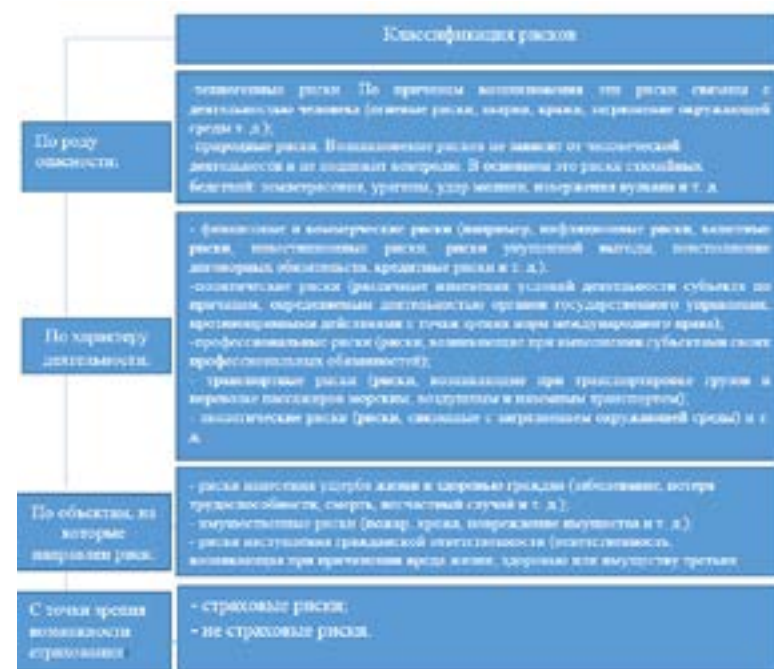 Классификация рисков
По роду
опасности.
-техногенные риски. По причинам возникновения эти риски связаны с
деятельностью человека (огневые риски, аварии, кражи, загрязнение окружающей
среды т. д.);
- природные риски. Возникновение рисков не зависит от человеческой
деятельности и не подлежит контролю. В основном это риски стихийных
бедствий: землетрясения, ураганы, удар молнии, извержения вулкана и т. д.
По характеру
деятельности.
- финансовые и коммерческие риски (например, инфляционные риски, валютные
риски, инвестиционные риски, риски упущенной выгоды, неисполнения
договорных обязательств, кредитные риски и т. д.).
-политические риски (различные изменения условий деятельности субъекта по
причинам, определяемым деятельностью органов государственного управления,
противоправными действиями с точки зрения норм международного права);
-профессиональные риски (риски, возникающие при выполнении субъектами своих
профессиональных обязанностей);
- транспортные риски (риски, возникающие при транспортировке грузов и
перевозке пассажиров морским, воздушным и наземным транспортом);
- риски (риски, связанные с загрязнением окружающей среды) и т.
д.
По объектам, на
которые
направлен риск.
- риски нанесения ущерба жизни и здоровью граждан (заболевание, потеря
трудоспособности, смерть, несчастный случай и т. д.);
- имущественные риски (пожар, кража, повреждение имущества и т. д.);
- риски наступления гражданской ответственности (ответственность,
возникающая при причинении вреда жизни, здоровью или имуществу третьих
С точки зрения
возможности
страхования
- страховые риски;
- не страховые риски.